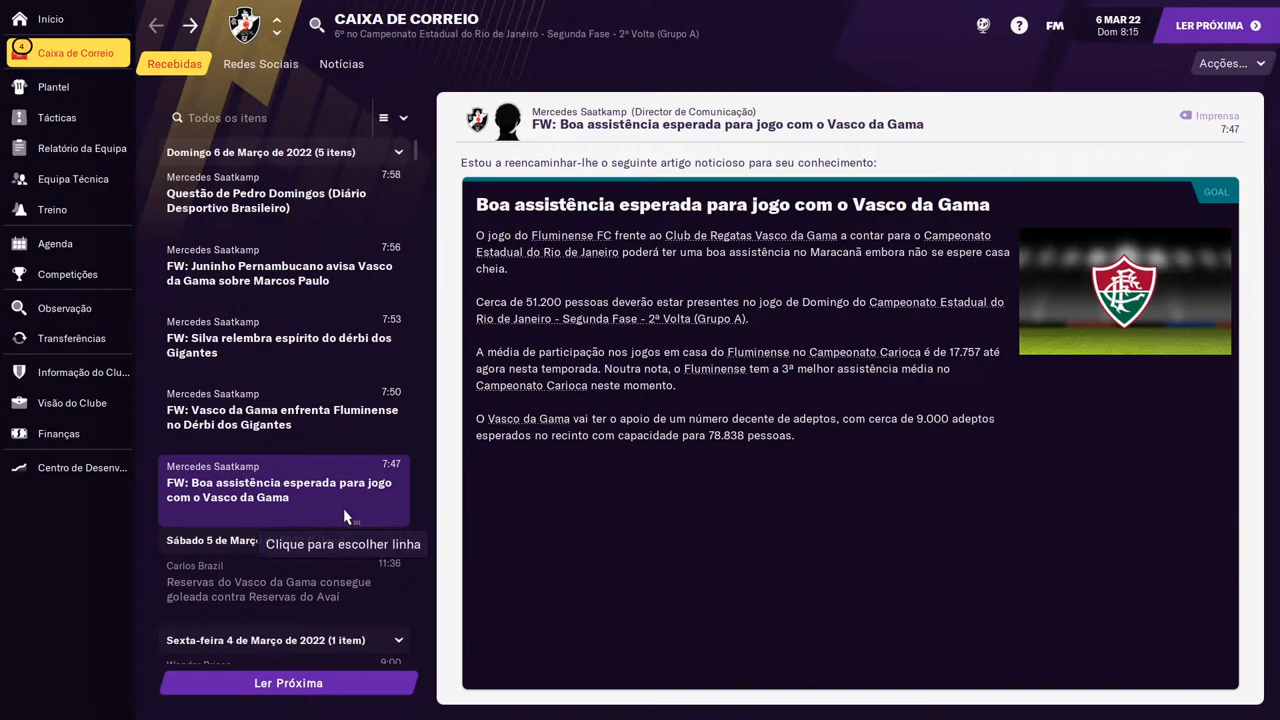 Início
4
Caixa de Correio
Plantel
Tácticas
Relatório da Equipa
Equipa Técnica
Treino
Agenda
Competições
Observação
Transferências
Informação do Clu...
Visão do Clube
Finanças
Centro de Desenv...
CAIXA DE CORREIO
6º no Campeonato Estadual do Rio de Janeiro - Segunda Fase - 2ª Volta (Grupo A)
?
FM
6 MAR 22
Dom 8:15
LER PRÓXIMA
Recebidas
Redes Sociais
Notícias
Acções...
Todos os itens
Domingo 6 de Março de 2022 (5 itens)
Mercedes Saatkamp 7:58
Questão de Pedro Domingos (Diário
Desportivo Brasileiro)
Mercedes Saatkamp 7:56
FW: Juninho Pernambucano avisa Vasco
da Gama sobre Marcos Paulo
Mercedes Saatkamp 7:53
FW: Silva relembra espírito do dérbi dos
Gigantes
Mercedes Saatkamp 7:50
FW: Vasco da Gama enfrenta Fluminense
no Dérbi dos Gigantes
Mercedes Saatkamp 7:47
FW: Boa assistência esperada para jogo
com o Vasco da Gama
Sábado 5 de Març
Clique para escolher linha
Carlos Brazil 11:36
Reservas do Vasco da Gama consegue
goleada contra Reservas do Avaí
Sexta-feira 4 de Março de 2022 (1 item)
9:00
Ler Próxima
Mercedes Saatkamp (Director de Comunicação)
FW: Boa assistência esperada para jogo com o Vasco da Gama
Imprensa
7:47
Estou a reencaminhar-lhe o seguinte artigo noticioso para seu conhecimento:
GOAL
Boa assistência esperada para jogo com o Vasco da Gama
O jogo do Fluminense FC frente ao Club de Regatas Vasco da Gama a contar para o Campeonato
Estadual do Rio de Janeiro poderá ter uma boa assistência no Maracanã embora não se espere casa
cheia.
Cerca de 51.200 pessoas deverão estar presentes no jogo de Domingo do Campeonato Estadual do
Rio de Janeiro - Segunda Fase - 2ª Volta (Grupo A).
A média de participação nos jogos em casa do Fluminense no Campeonato Carioca é de 17.757 até
agora nesta temporada. Noutra nota, o Fluminense tem a 3ª melhor assistência média no
Campeonato Carioca neste momento.
O Vasco da Gama vai ter o apoio de um número decente de adeptos, com cerca de 9.000 adeptos
esperados no recinto com capacidade para 78.838 pessoas.